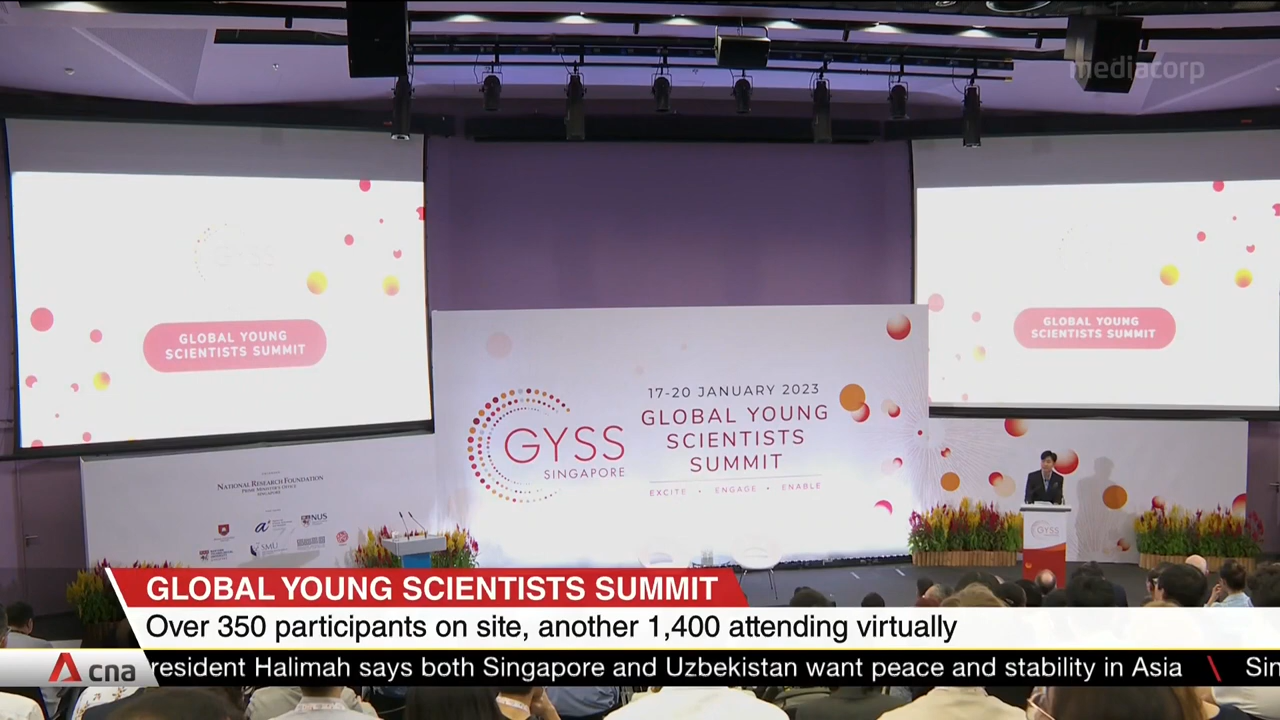 mediacorp
GLOBAL YOUNG
SCIENTISTS SUMMIT
GLOBAL YOUNG
SCIENTISTS SUMMIT
17-20 JANUARY 2023
GLOBAL YOUNG
SCIENTISTS
SUMMIT
EXCITE • ENGAGE • ENABLE
GYSS
SINGAPORE
NATIONAL RESEARCH FOUNDATION
PRIME MINISTER'S OFFICE
SINGAPORE
NUS
SMU
GYSS
GLOBAL YOUNG SCIENTISTS SUMMIT
Over 350 participants on site, another 1,400 attending virtually
cna
resident Halimah says both Singapore and Uzbekistan want peace and stability in Asia \ Sin